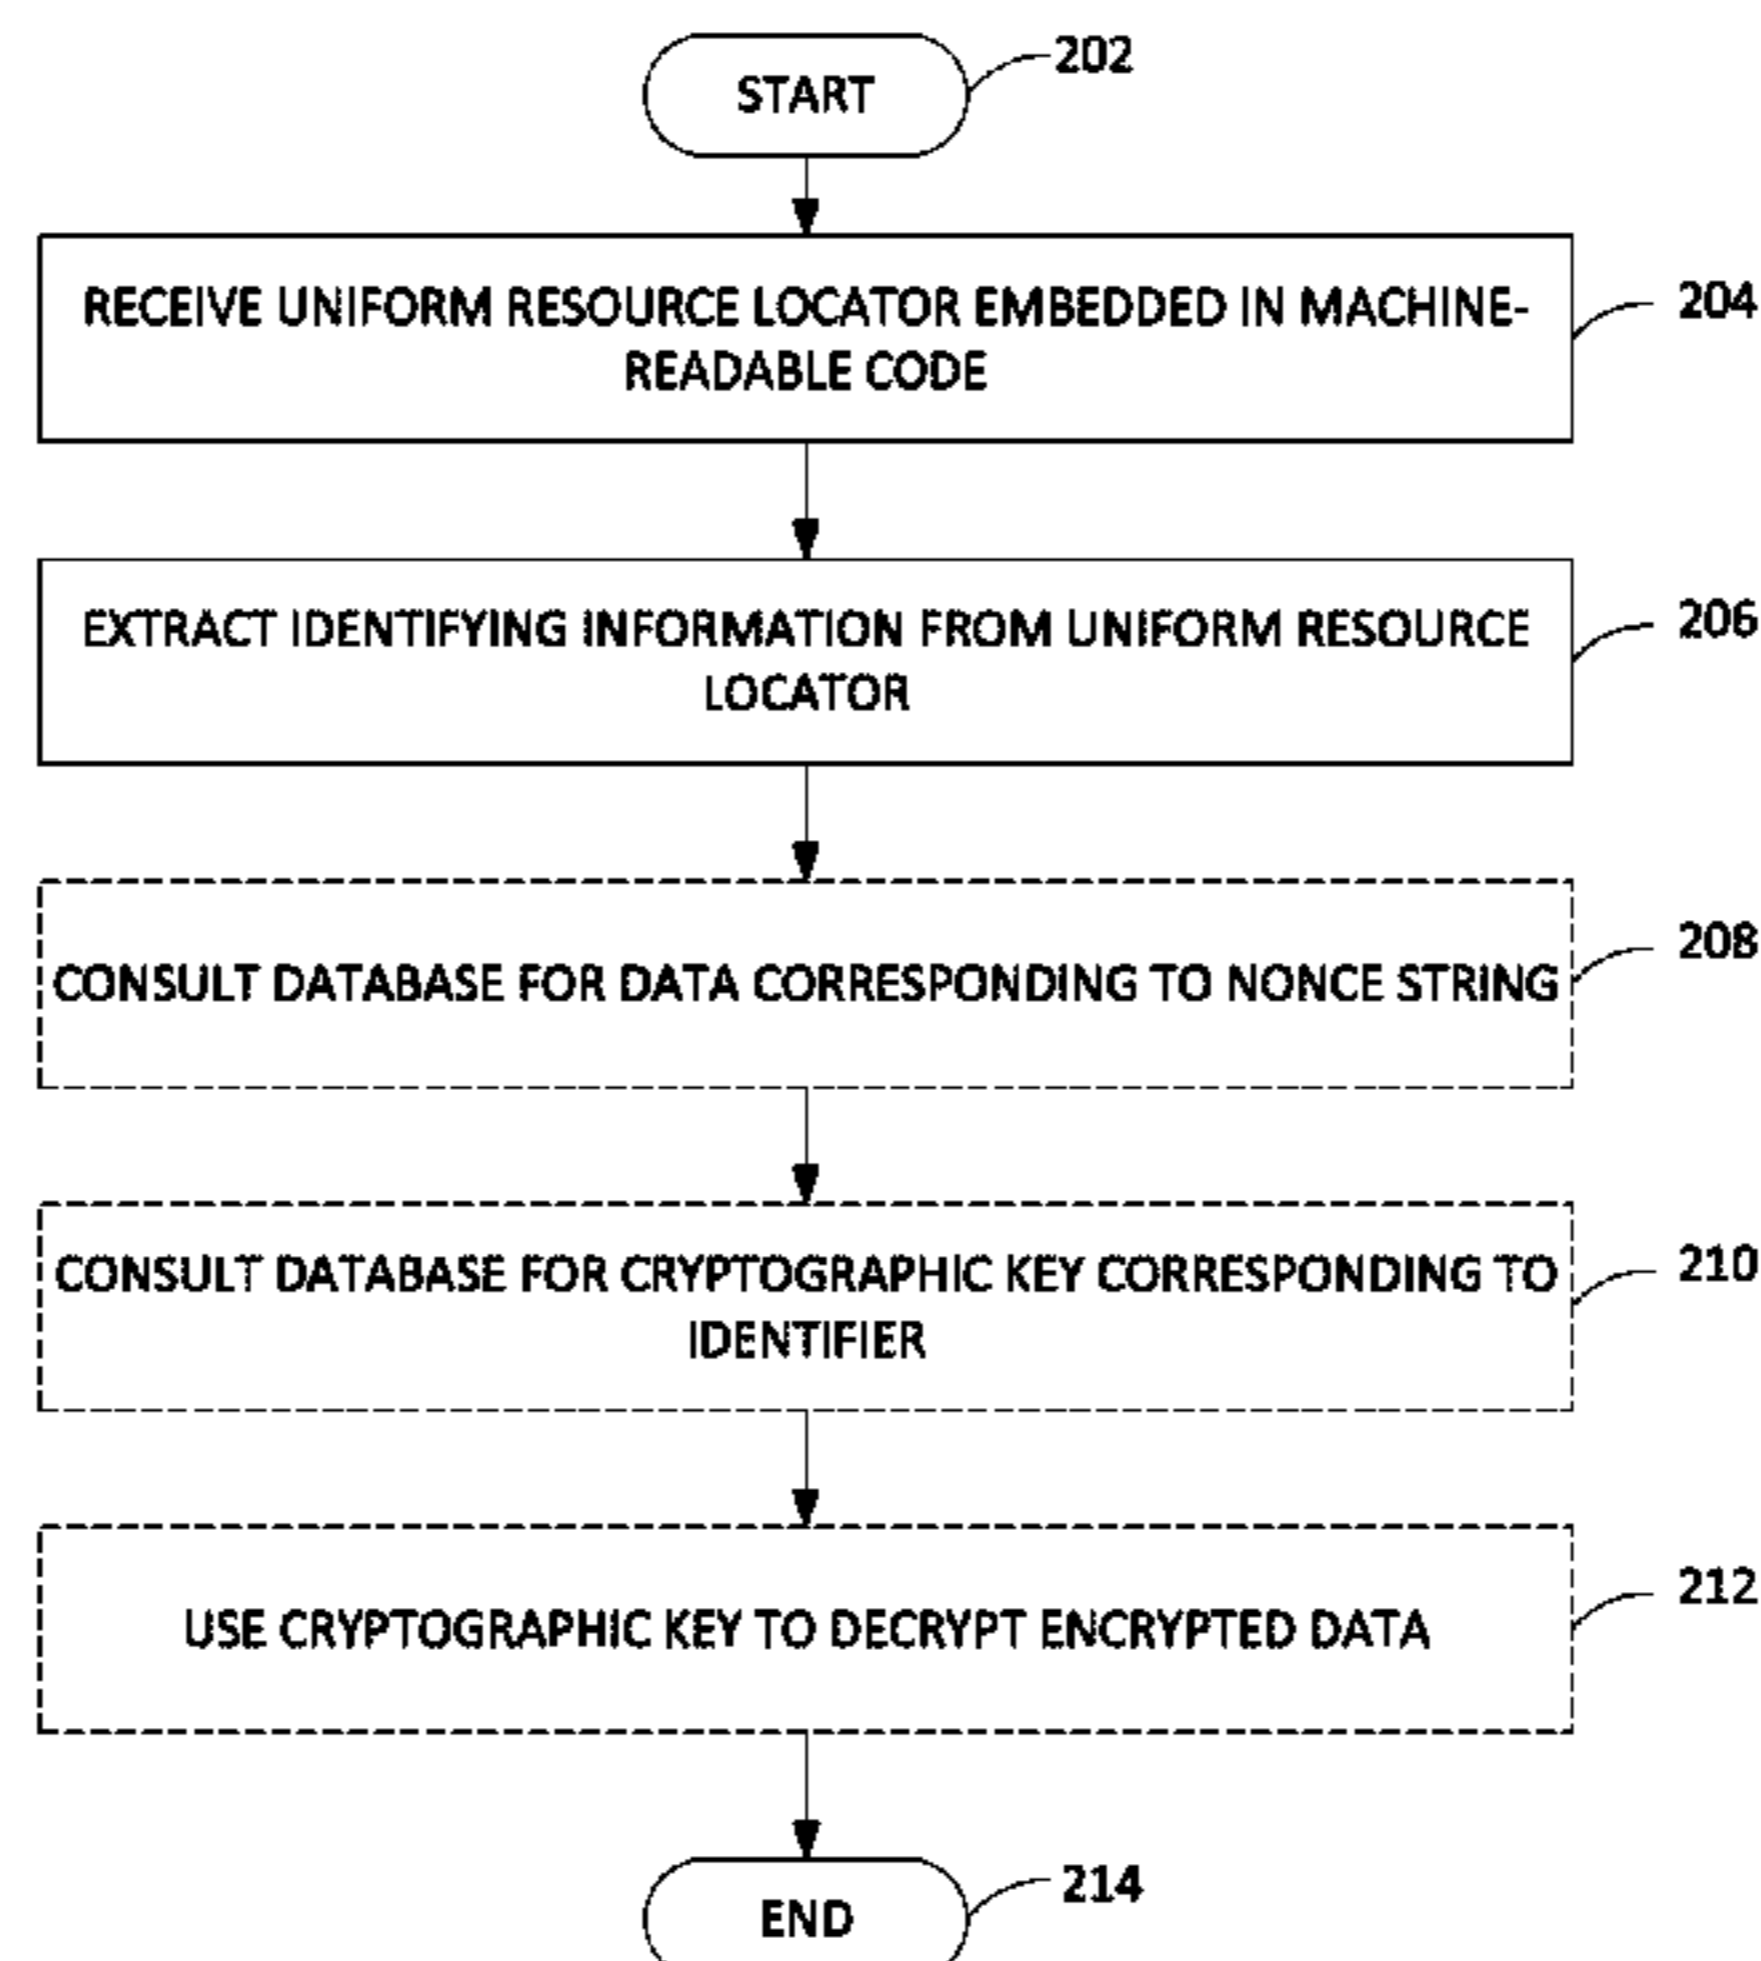 START
202
RECEIVE UNIFORM RESOURCE LOCATOR EMBEDDED IN MACHINE-
READABLE CODE
204
EXTRACT IDENTIFYING INFORMATION FROM UNIFORM RESOURCE
LOCATOR
206
CONSULT DATABASE FOR DATA CORRESPONDING TO NONCE STRING
208
CONSULT DATABASE FOR CRYPTOGRAPHIC KEY CORRESPONDING TO
IDENTIFIER
210
USE CRYPTOGRAPHIC KEY TO DECRYPT ENCRYPTED DATA
212
END
214